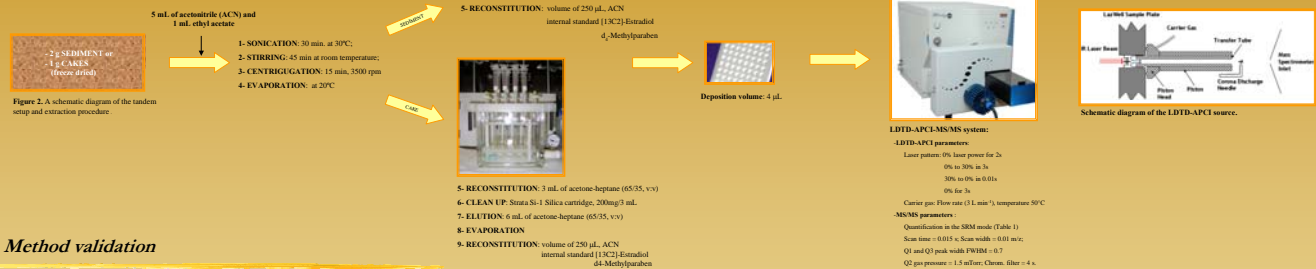 5 mL of acetonitrile (ACN) and
1 mL ethyl acetate
- 2 g SEDIMENT or
- 1 g CAKES
(freeze dried)
Figure 2. A schematic diagram of the tandem
setup and extraction procedure
1- SONICATION: 30 min. at 30ºC;
2- STIRRING: 45 min at room temperature;
3- CENTRIGUGATION: 15 min, 3500 rpm
4- EVAPORATION: at 20ºC
SEDIMENT
CAKE
5- RECONSTITUTION: volume of 250 µL, ACN
internal standard [13C2]-Estradiol
d4-Methylparaben
5- RECONSTITUTION: 3 mL of acetone-heptane (65/35, v:v)
6- CLEAN UP: Strata Si-1 Silica cartridge, 200mg/3 mL
7- ELUTION: 6 mL of acetone-heptane (65/35, v:v)
8- EVAPORATION
9- RECONSTITUTION: volume of 250 µL, ACN
internal standard [13C2]-Estradiol
d4-Methylparaben
Deposition volume: 4 µL
LDTD-APCI-MS/MS system:
-LDTD-APCI parameters:
Laser pattern: 0% laser power for 2s
0% to 30% in 3s
30% to 0% in 0.01s
0% for 3s
Carrier gas: Flow rate (3 L min⁻¹), temperature 50°C
-MS/MS parameters :
Quantification in the SRM mode (Table 1)
Scan time = 0.015 s; Scan width = 0.01 m/z;
Q1 and Q3 peak width FWHM = 0.7
Q2 gas pressure = 1.5 mTorr; Chrom. filter = 4 s.
LazWell Sample Plate
Carrier Gas
Transfer Tube
IR Laser Beam
Mass
Spectrometer
Inlet
Piston
Head
Piston
Corona Discharge
Needle
Schematic diagram of the LDTD-APCI source.
Method validation